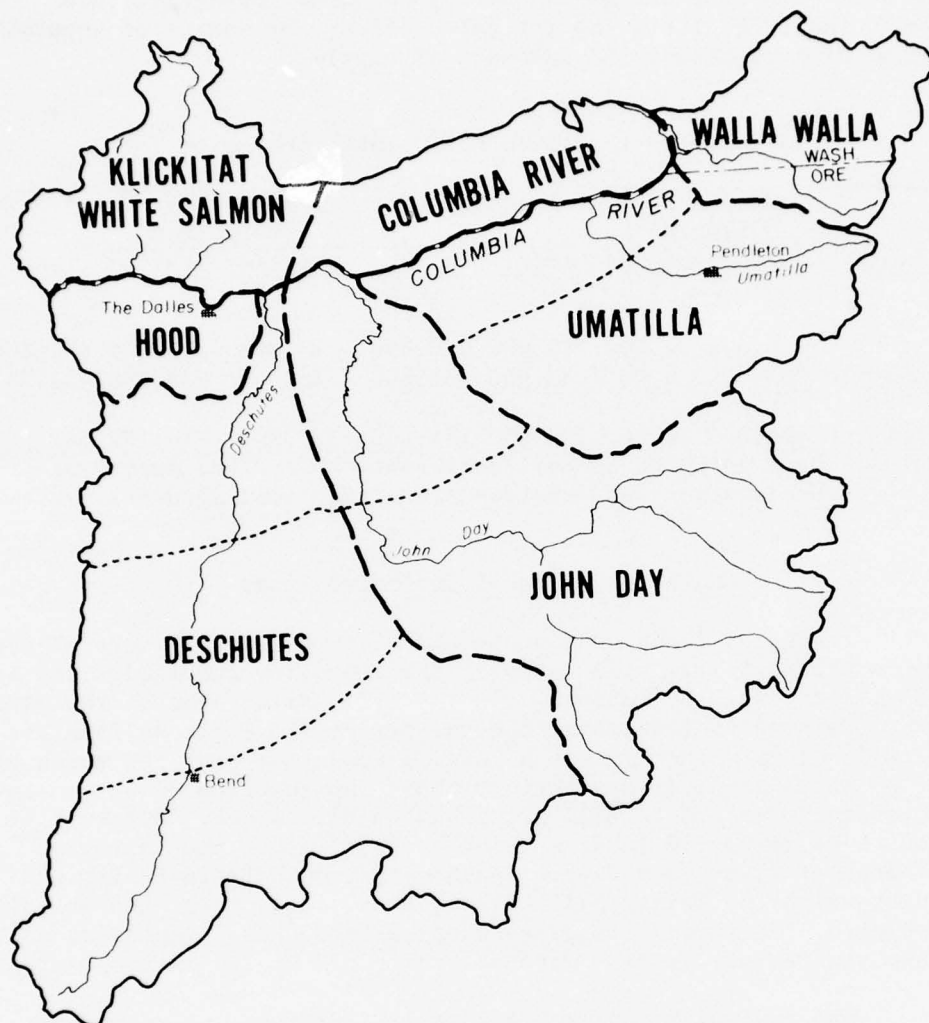 KLICKITAT
WHITE SALMON
COLUMBIA RIVER
WALLA WALLA
WASH
ORE
COLUMBIA RIVER
Pendleton
Umatilla
The Dalles
HOOD
UMATILLA
Deschutes
John Day
JOHN DAY
DESCHUTES
Bend